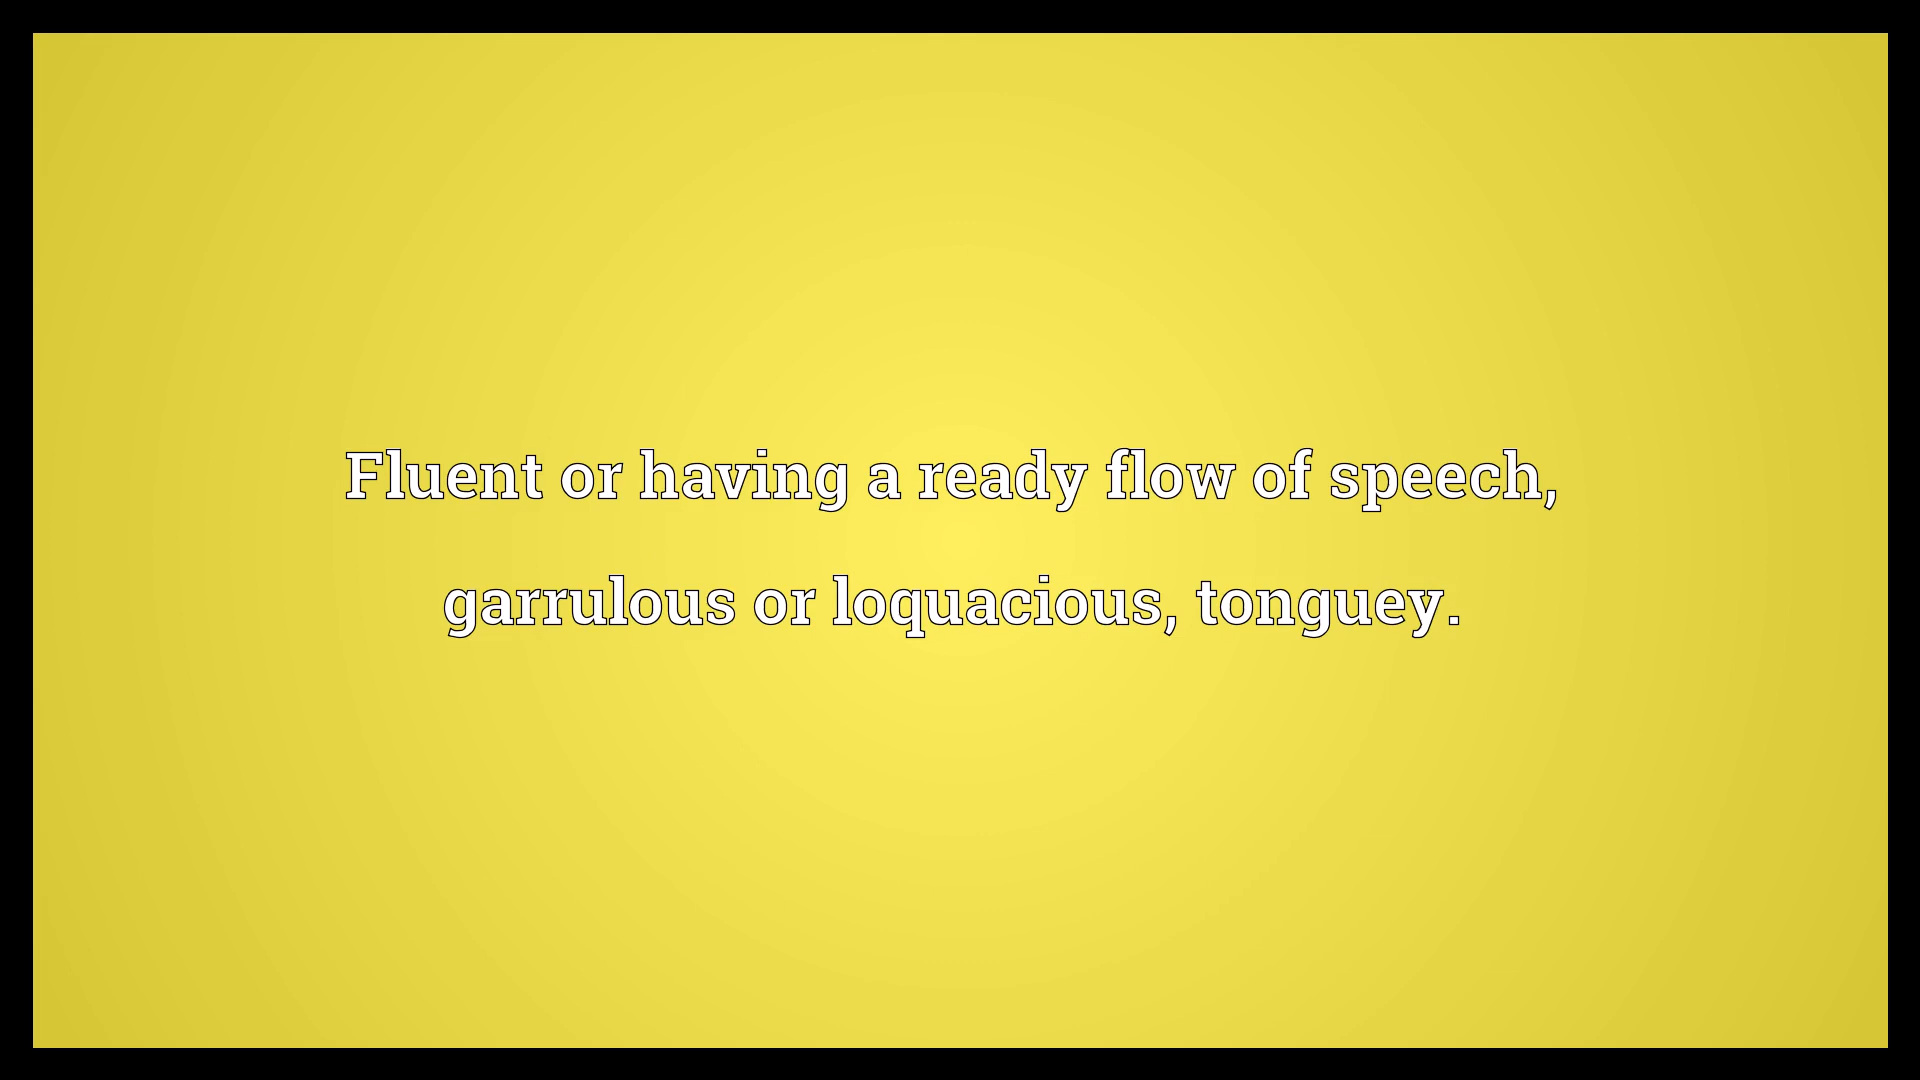 Fluent or having a ready flow of speech,
garrulous or loquacious, tonguey.